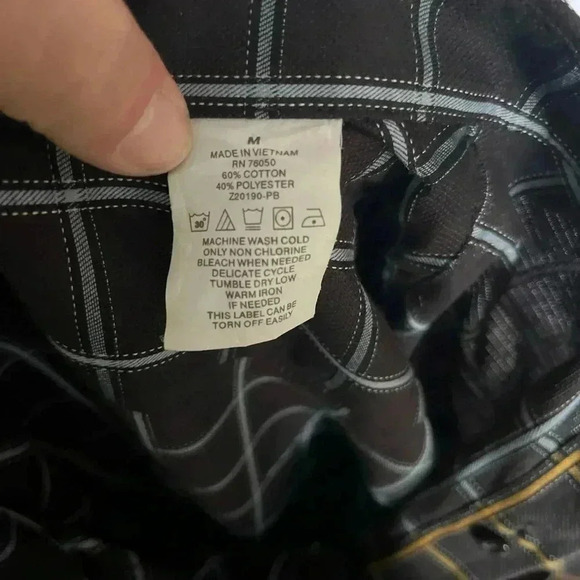 M
MADE IN VIETNAM
RN 76050
60% COTTON
40% POLYESTER
Z20190-PB
30°
MACHINE WASH COLD
ONLY NON CHLORINE
BLEACH WHEN NEEDED
DELICATE CYCLE
TUMBLE DRY LOW
WARM IRON
IF NEEDED
THIS LABEL CAN BE
TORN OFF EASILY